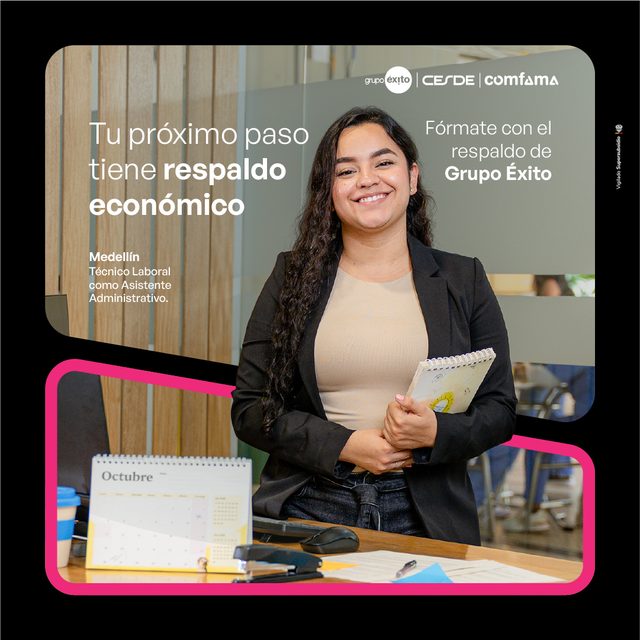 grupo éxito | CESDE | comfama
Tu próximo paso
tiene respaldo
económico
Fórmate con el
respaldo de
Grupo Éxito
Medellín
Técnico Laboral
como Asistente
Administrativo.
Vigilado Supersubsidio
Octubre